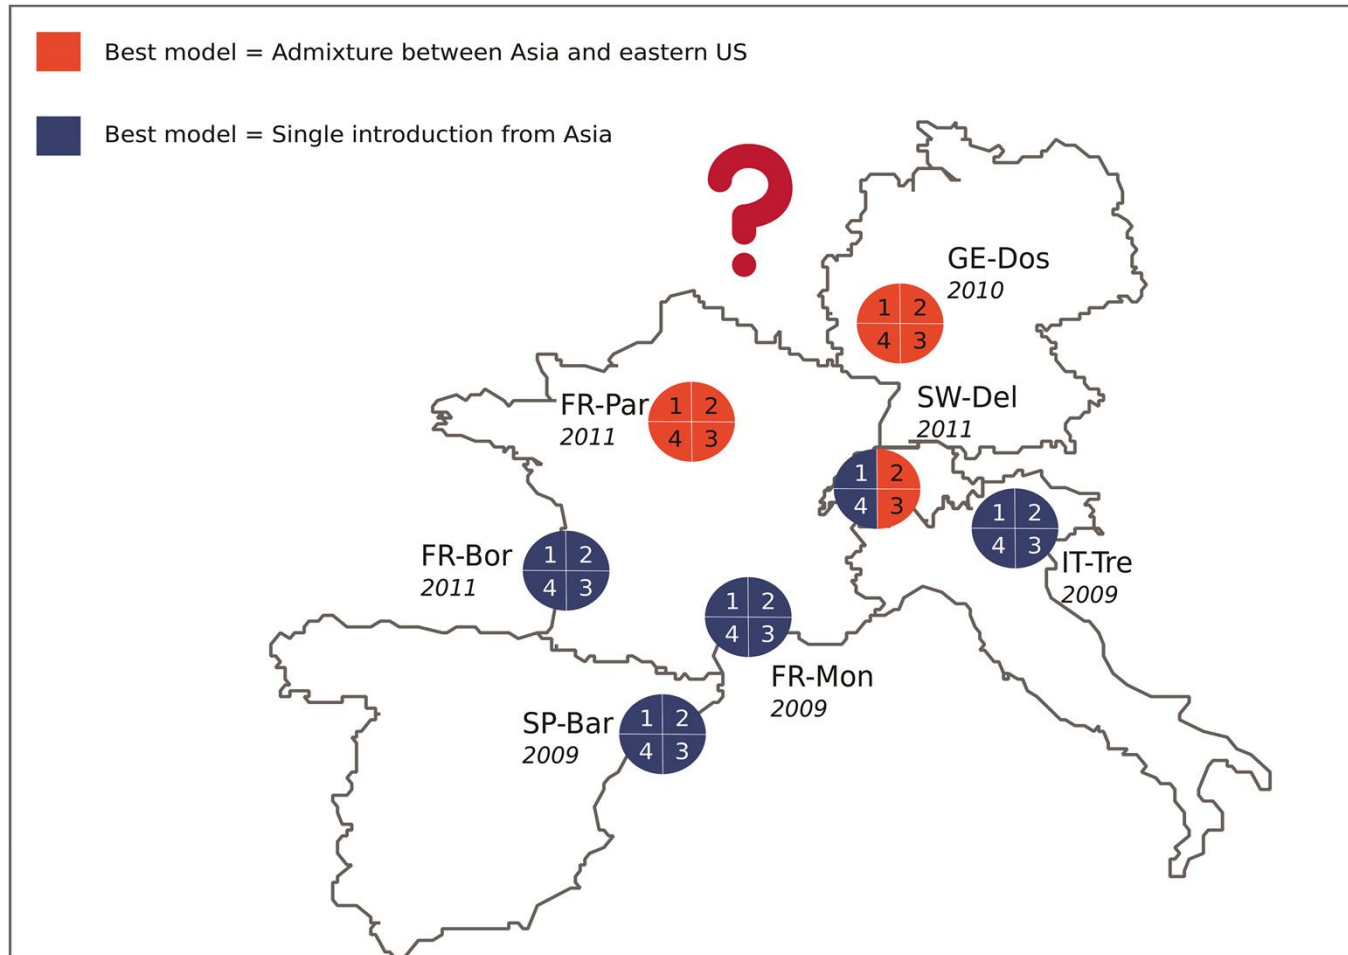 Best model = Admixture between Asia and eastern US
Best model = Single introduction from Asia
?
GE-Dos
2010
1 2
4 3
SW-Del
2011
1 2
4 3
FR-Par
2011
1 2
4 3
IT-Tre
2009
1 2
4 3
FR-Bor
2011
1 2
4 3
FR-Mon
2009
1 2
4 3
SP-Bar
2009
1 2
4 3